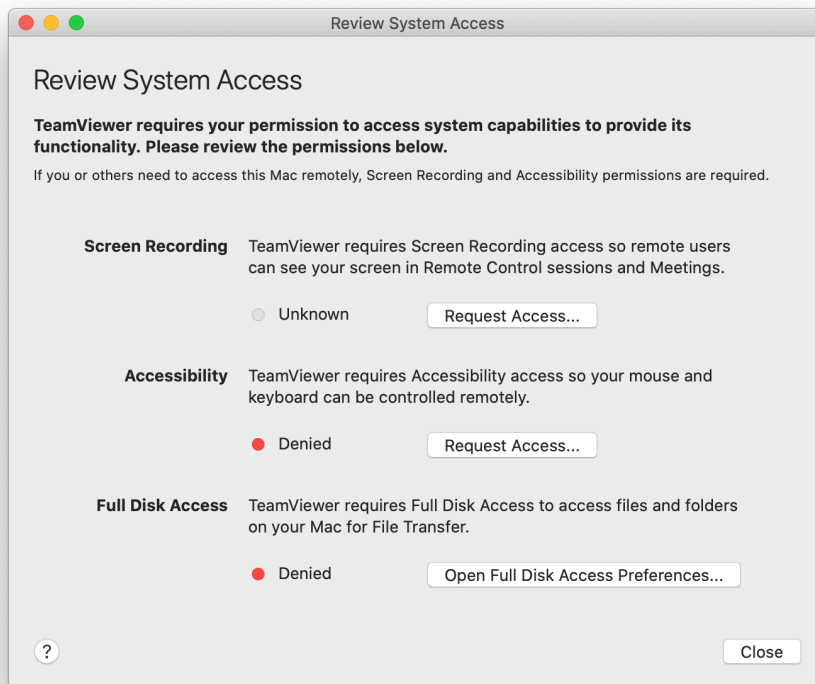 Review System Access
Review System Access
TeamViewer requires your permission to access system capabilities to provide its
functionality. Please review the permissions below.
If you or others need to access this Mac remotely, Screen Recording and Accessibility permissions are required.
Screen Recording TeamViewer requires Screen Recording access so remote users
can see your screen in Remote Control sessions and Meetings.
Unknown Request Access...
Accessibility TeamViewer requires Accessibility access so your mouse and
keyboard can be controlled remotely.
Denied Request Access...
Full Disk Access TeamViewer requires Full Disk Access to access files and folders
on your Mac for File Transfer.
Denied Open Full Disk Access Preferences...
? Close